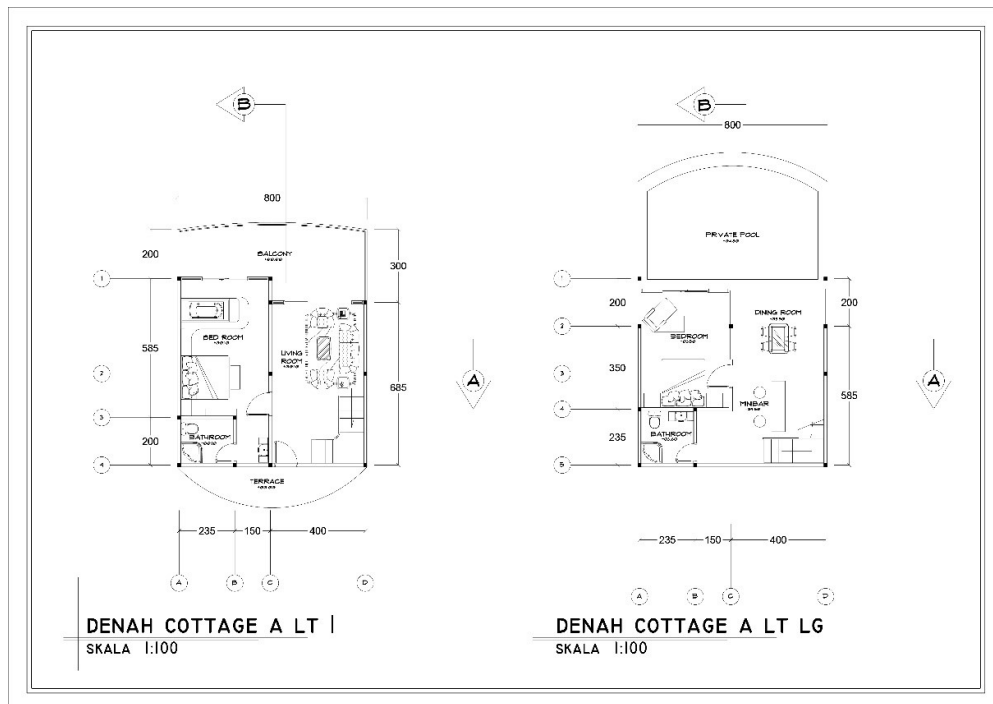 B
800
200
BALCONY
300
1
BED ROOM
585
LIVING
ROOM
2
A
685
3
BATHROOM
200
4
TERRACE
235
150
400
A
B
C
D
DENAH COTTAGE A LT 1
SKALA 1:100
B
800
PRIVATE POOL
1
200
DINING ROOM
200
2
BEDROOM
350
3
A
MINIBAR
585
4
BATHROOM
235
5
235
150
400
A
B
C
D
DENAH COTTAGE A LT LG
SKALA 1:100